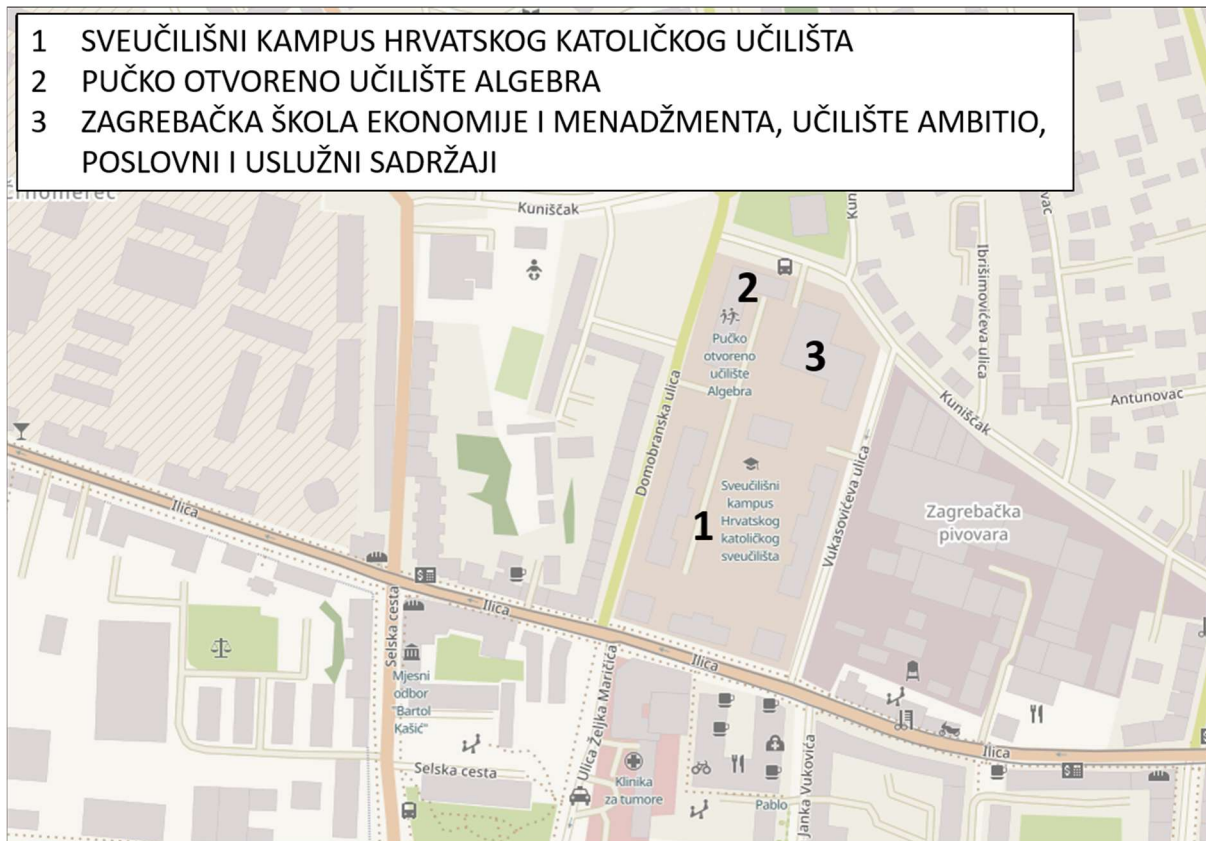 1 SVEUČILIŠNI KAMPUS HRVATSKOG KATOLIČKOG UČILIŠTA
2 PUČKO OTVORENO UČILIŠTE ALGEBRA
3 ZAGREBAČKA ŠKOLA EKONOMIJE I MENADŽMENTA, UČILIŠTE AMBITIO,
POSLOVNI I USLUŽNI SADRŽAJI
Kuniščak
Kun
vac
Ibrišimovićeva ulica
2
Pučko
otvoreno
učilište
Algebra
3
Domobranska ulica
Kuniščak
Antunovac
Vukasovićeva ulica
Sveučilišni
kampus
Hrvatskog
katoličkog
sveučilišta
1
Zagrebačka
pivovara
Ilica
Ilica
Ilica
Ilica
Selska cesta
Mjesni
odbor
"Bartol
Kašić"
Selska cesta
Ulica Željka Maričića
Klinika
za tumore
Pablo
Janka Vukovića